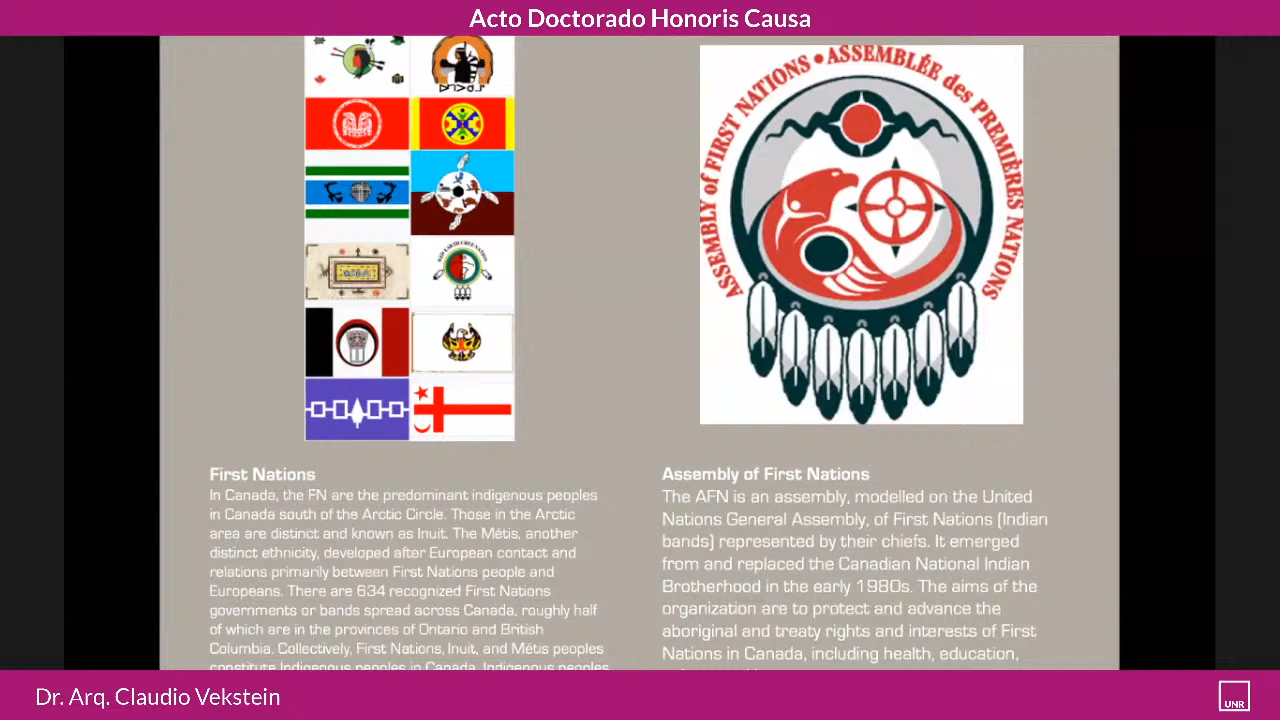 Acto Doctorado Honoris Causa
ASSEMBLY of FIRST NATIONS • ASSEMBLÉE des PREMIÈRES NATIONS
First Nations
In Canada, the FN are the predominant indigenous peoples
in Canada south of the Arctic Circle. Those in the Arctic
area are distinct and known as Inuit. The Métis, another
distinct ethnicity, developed after European contact and
relations primarily between First Nations people and
Europeans. There are 634 recognized First Nations
governments or bands spread across Canada, roughly half
of which are in the provinces of Ontario and British
Columbia. Collectively, First Nations, Inuit, and Métis peoples
constitute Indigenous peoples in Canada. Indigenous peoples
Assembly of First Nations
The AFN is an assembly, modelled on the United
Nations General Assembly, of First Nations (Indian
bands) represented by their chiefs. It emerged
from and replaced the Canadian National Indian
Brotherhood in the early 1980s. The aims of the
organization are to protect and advance the
aboriginal and treaty rights and interests of First
Nations in Canada, including health, education,
Dr. Arq. Claudio Vekstein
UNR